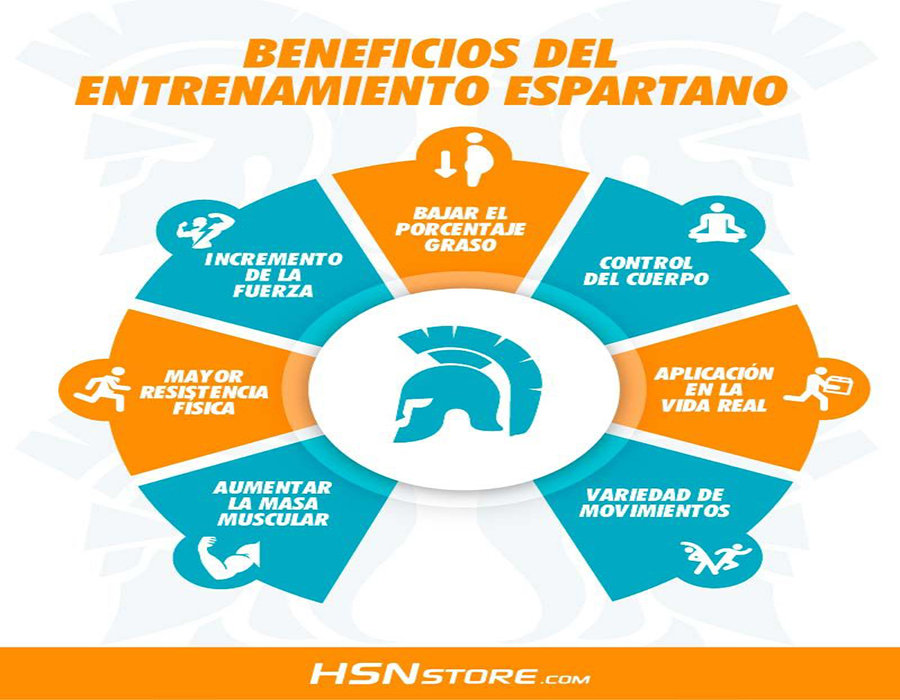 BENEFICIOS DEL
ENTRENAMIENTO ESPARTANO
BAJAR EL
PORCENTAJE
GRASO
CONTROL
DEL CUERPO
APLICACIÓN
EN LA
VIDA REAL
VARIEDAD DE
MOVIMIENTOS
AUMENTAR
LA MASA
MUSCULAR
MAYOR
RESISTENCIA
FÍSICA
INCREMENTO
DE LA
FUERZA
HSNSTORE.COM